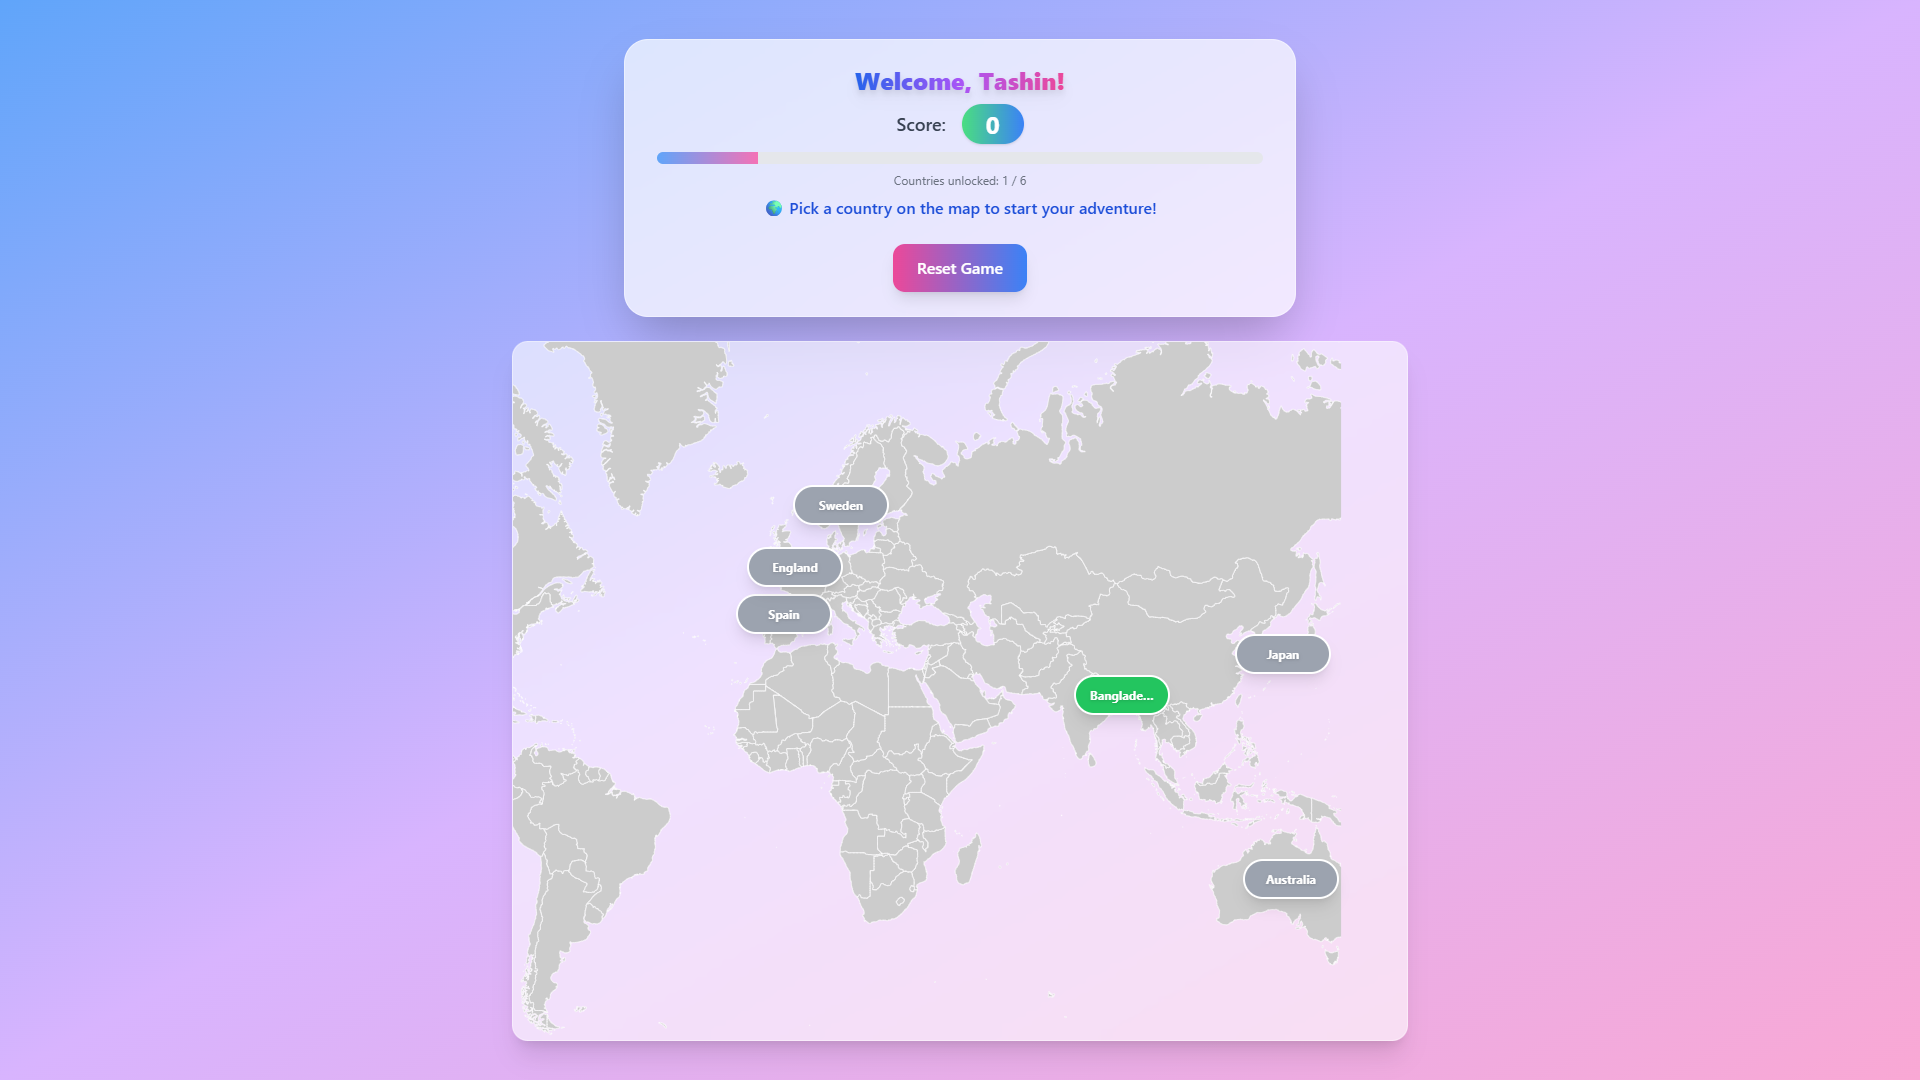 Welcome, Tashin!
Score: 0
Countries unlocked: 1 / 6
🌍 Pick a country on the map to start your adventure!
Reset Game
Sweden
England
Spain
Japan
Banglade...
Australia